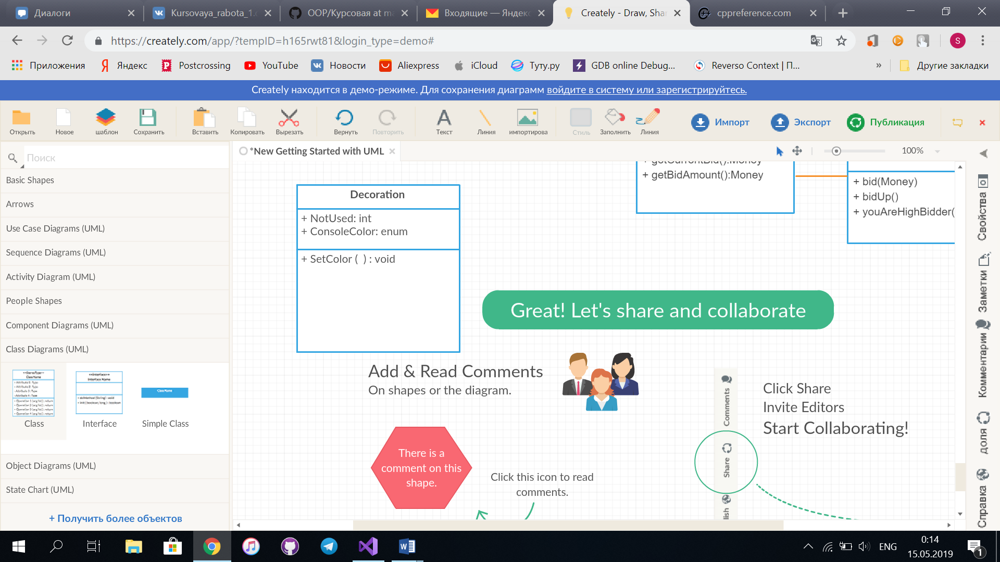 Диалоги
Kursovaya_rabota_1.c
OOP/Курсовая at ma
Входящие — Яндекс
Creately - Draw, Shar
cppreference.com
https://creately.com/app/?tempID=h165rwt81&login_type=demo#
S
Приложения
Яндекс
Postcrossing
YouTube
Новости
Aliexpress
iCloud
Туту.ру
GDB online Debug...
Reverso Context | П...
»
Другие закладки
Creately находится в демо-режиме. Для сохранения диаграмм войдите в систему или зарегистрируйтесь.
Открыть
Новое
шаблон
Сохранить
Вставить
Копировать
Вырезать
Вернуть
Повторить
Текст
Линия
импортирова
Стиль
Заполнить
Линия
Импорт
Экспорт
Публикация
Поиск
*New Getting Started with UML
100%
Basic Shapes
Arrows
Use Case Diagrams (UML)
Sequence Diagrams (UML)
Activity Diagram (UML)
People Shapes
Component Diagrams (UML)
Class Diagrams (UML)
Class
Interface
Simple Class
Object Diagrams (UML)
State Chart (UML)
+ Получить более объектов
Decoration
+ NotUsed: int
+ ConsoleColor: enum
+ SetColor ( ) : void
+ getCurrentBid():Money
+ getBidAmount():Money
+ bid(Money)
+ bidUp()
+ youAreHighBidder(
Great! Let's share and collaborate
Add & Read Comments
On shapes or the diagram.
There is a
comment on this
shape.
Click this icon to read
comments.
Comments
Share
lish
Click Share
Invite Editors
Start Collaborating!
Свойства
Заметки
Комментарии
доля
Справка
ENG
0:14
15.05.2019
1